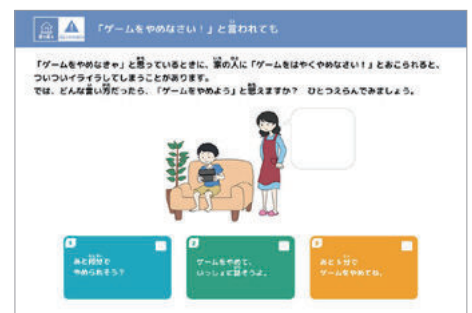 「ゲームをやめなさい！」と言われても
「ゲームをやめなきゃ」と思っているときに、家の人に「ゲームをはやくやめなさい！」とおこられると、
ついついイライラしてしまうことがあります。
では、どんな言い方だったら、「ゲームをやめよう」と思えますか？　ひとつえらんでみましょう。
1
あと何分で
やめられそう？
2
ゲームをやめて、
いっしょに話そうよ。
3
あと5分で
ゲームをやめてね。